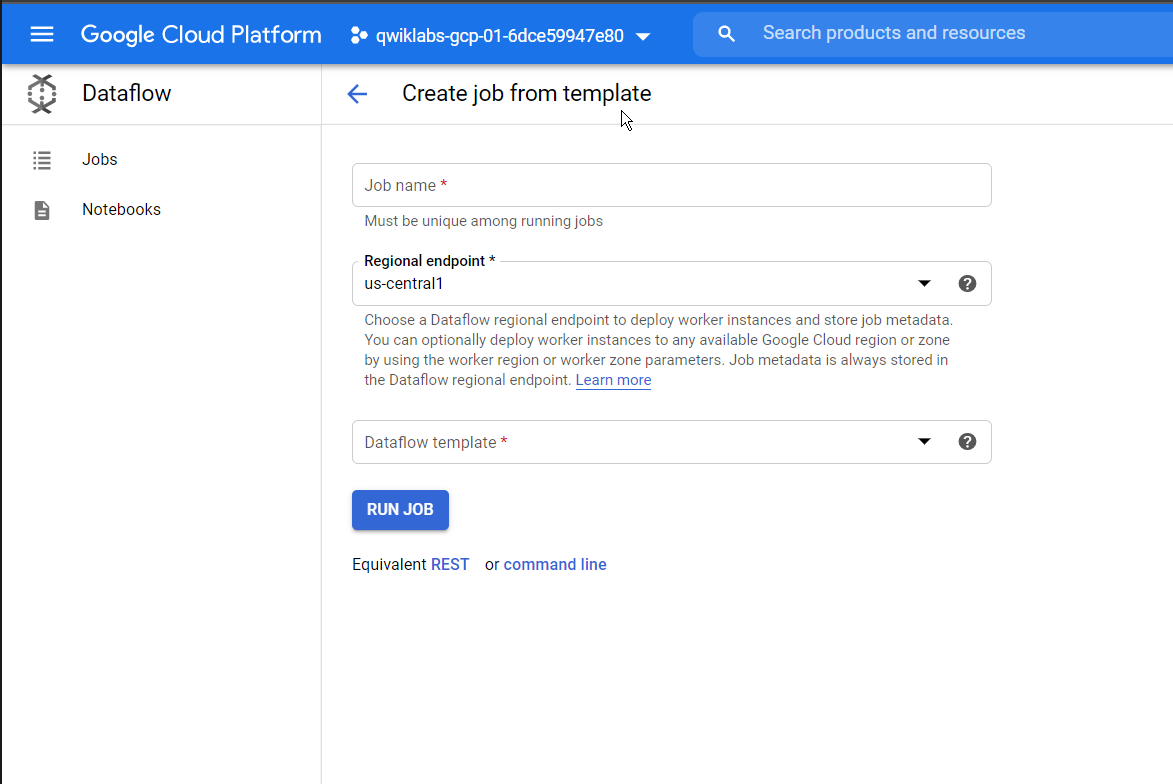 Google Cloud Platform
qwiklabs-gcp-01-6dce59947e80
Search products and resources
Dataflow
Create job from template
Jobs
Notebooks
Job name *
Must be unique among running jobs
Regional endpoint *
us-central1
Choose a Dataflow regional endpoint to deploy worker instances and store job metadata.
You can optionally deploy worker instances to any available Google Cloud region or zone
by using the worker region or worker zone parameters. Job metadata is always stored in
the Dataflow regional endpoint. Learn more
Dataflow template *
RUN JOB
Equivalent REST or command line